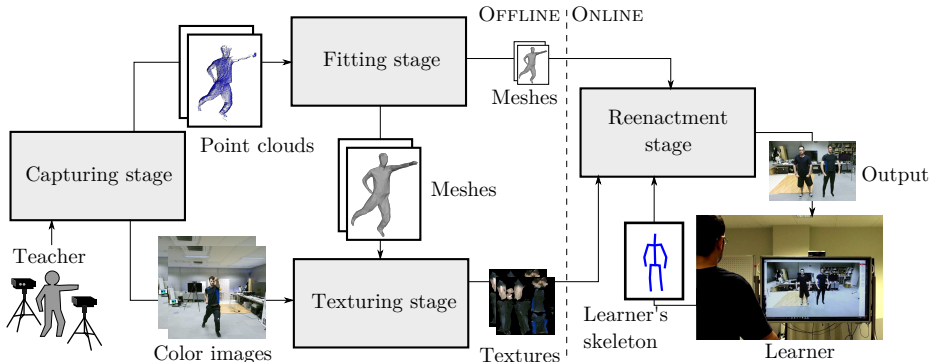 OFFLINE
ONLINE
Fitting stage
Meshes
Reenactment
stage
Point clouds
Capturing stage
Meshes
Output
Teacher
Texturing stage
Learner's
skeleton
Color images
Textures
Learner